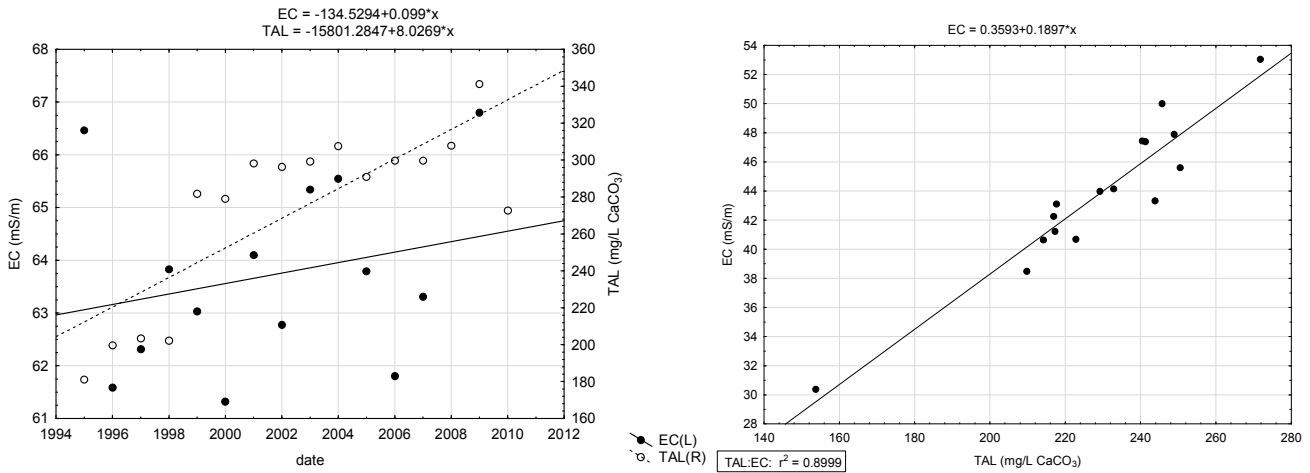 EC = -134.5294+0.099*x
TAL = -15801.2847+8.0269*x
68
67
66
65
64
63
62
61
EC (mS/m)
360
340
320
300
280
260
240
220
200
180
160
TAL (mg/L CaCO3)
1994 1996 1998 2000 2002 2004 2006 2008 2010 2012
date
EC(L)
TAL(R)
EC = 0.3593+0.1897*x
54
52
50
48
46
44
42
40
38
36
34
32
30
28
EC (mS/m)
140 160 180 200 220 240 260 280
TAL (mg/L CaCO3)
TAL:EC: r² = 0.8999